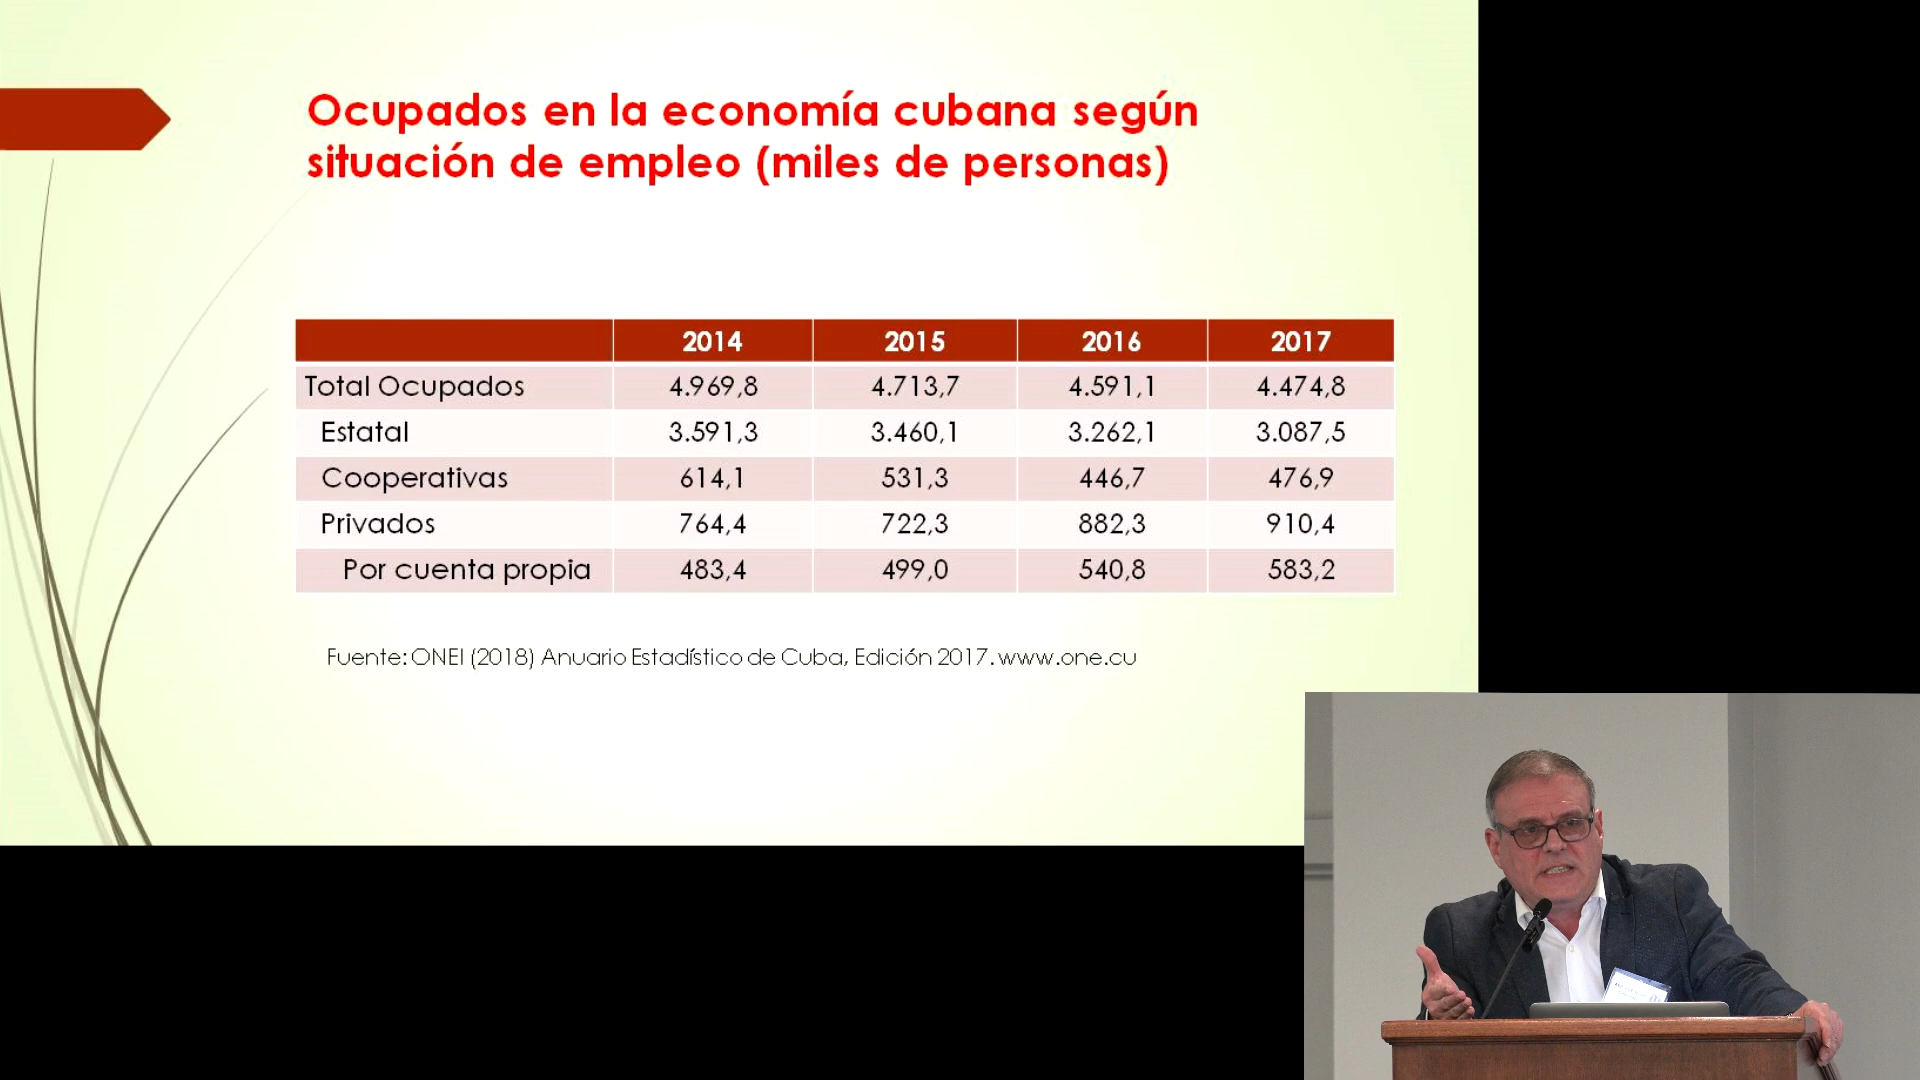 Ocupados en la economía cubana según
situación de empleo (miles de personas)
2014 2015 2016 2017
Total Ocupados 4.969,8 4.713,7 4.591,1 4.474,8
Estatal 3.591,3 3.460,1 3.262,1 3.087,5
Cooperativas 614,1 531,3 446,7 476,9
Privados 764,4 722,3 882,3 910,4
Por cuenta propia 483,4 499,0 540,8 583,2
Fuente: ONEI (2018) Anuario Estadístico de Cuba, Edición 2017. www.one.cu